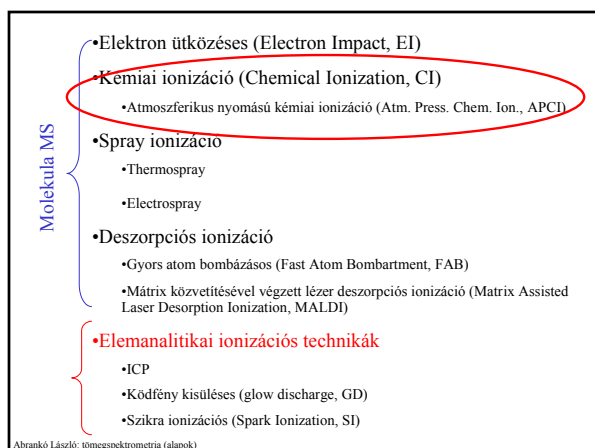 •Elektron ütközéses (Electron Impact, EI)
•Kémiai ionizáció (Chemical Ionization, CI)
•Atmoszferikus nyomású kémiai ionizáció (Atm. Press. Chem. Ion., APCI)
•Spray ionizáció
•Thermospray
•Electrospray
•Deszorpciós ionizáció
•Gyors atom bombázásos (Fast Atom Bombartment, FAB)
•Mátrix közvetítésével végzett lézer deszorpciós ionizáció (Matrix Assisted
Laser Desorption Ionization, MALDI)
Molekula MS
•Elemanalitikai ionizációs technikák
•ICP
•Ködfény kisüléses (glow discharge, GD)
•Szikra ionizációs (Spark Ionization, SI)
Abrankó László: tömegspektrometria (alapok)